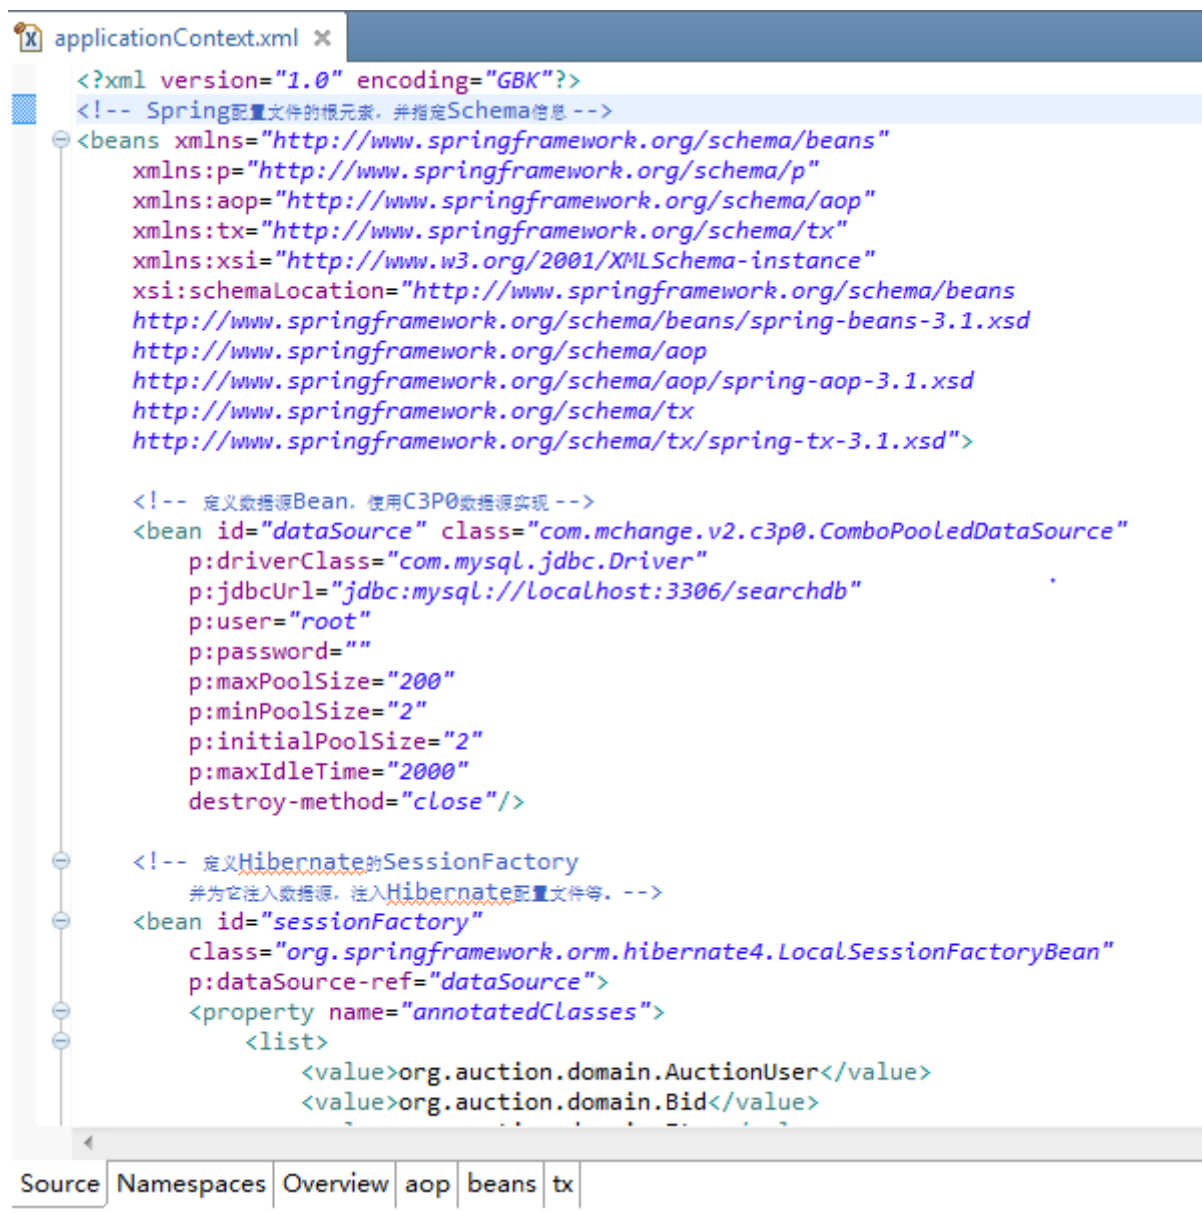 applicationContext.xml
<?xml version="1.0" encoding="GBK"?>
<!-- Spring配置文件的根元素，并指定Schema信息 -->
<beans xmlns="http://www.springframework.org/schema/beans"
xmlns:p="http://www.springframework.org/schema/p"
xmlns:aop="http://www.springframework.org/schema/aop"
xmlns:tx="http://www.springframework.org/schema/tx"
xmlns:xsi="http://www.w3.org/2001/XMLSchema-instance"
xsi:schemaLocation="http://www.springframework.org/schema/beans
http://www.springframework.org/schema/beans/spring-beans-3.1.xsd
http://www.springframework.org/schema/aop
http://www.springframework.org/schema/aop/spring-aop-3.1.xsd
http://www.springframework.org/schema/tx
http://www.springframework.org/schema/tx/spring-tx-3.1.xsd">
<!-- 定义数据源Bean，使用C3P0数据源实现 -->
<bean id="dataSource" class="com.mchange.v2.c3p0.ComboPooledDataSource"
p:driverClass="com.mysql.jdbc.Driver"
p:jdbcUrl="jdbc:mysql://localhost:3306/searchdb"
p:user="root"
p:password=""
p:maxPoolSize="200"
p:minPoolSize="2"
p:initialPoolSize="2"
p:maxIdleTime="2000"
destroy-method="close"/>
<!-- 定义Hibernate的SessionFactory
并为它注入数据源，注入Hibernate配置文件等。-->
<bean id="sessionFactory"
class="org.springframework.orm.hibernate4.LocalSessionFactoryBean"
p:dataSource-ref="dataSource">
<property name="annotatedClasses">
<list>
<value>org.auction.domain.AuctionUser</value>
<value>org.auction.domain.Bid</value>
Source Namespaces Overview aop beans tx